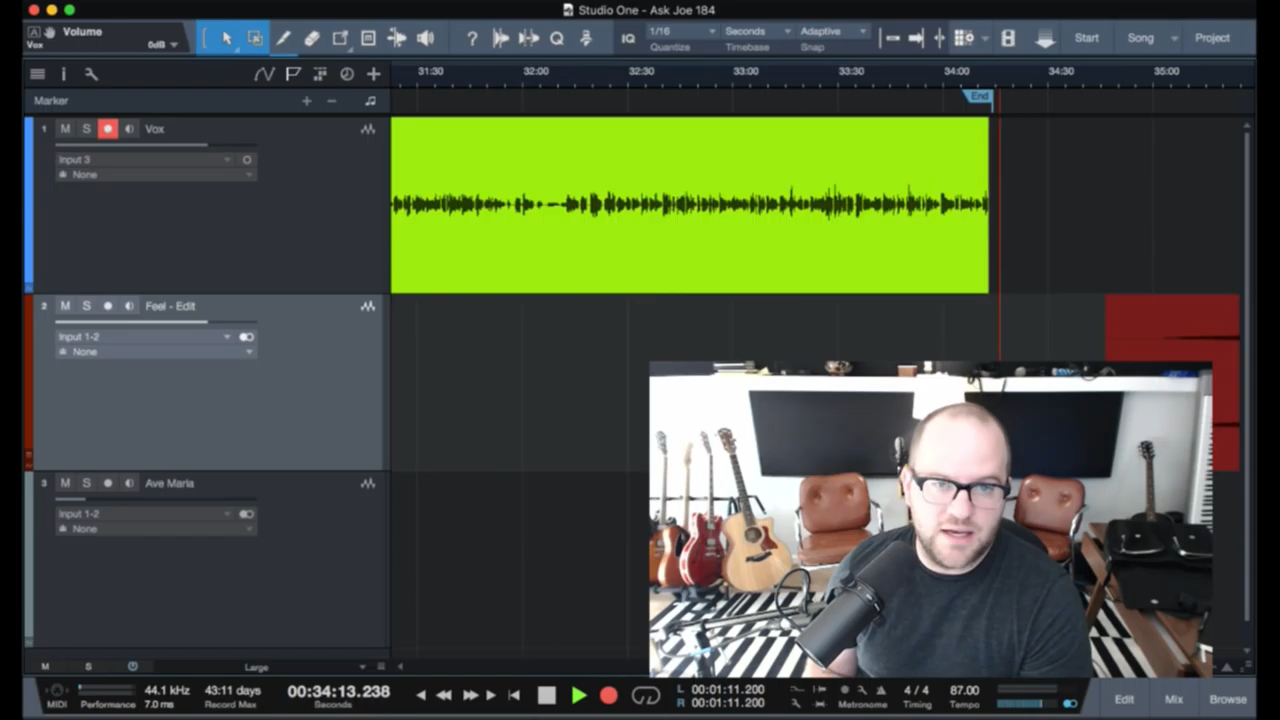 Studio One - Ask Joe 184
A
Volume
Vox
0dB
?
Q
IQ
1/16
Quantize
Seconds
Timebase
Adaptive
Snap
Start
Song
Project
i
31:30
32:00
32:30
33:00
33:30
34:00
34:30
35:00
Marker
+
−
End
1
M
S
Vox
Input 3
None
2
M
S
Feel - Edit
Input 1-2
None
3
M
S
Ave Maria
Input 1-2
None
M
S
Large
MIDI
Performance
44.1 kHz
7.0 ms
43:11 days
Record Max
00:34:13.238
Seconds
L 00:01:11.200
R 00:01:11.200
Metronome
4 / 4
Timing
87.00
Tempo
Edit
Mix
Browse